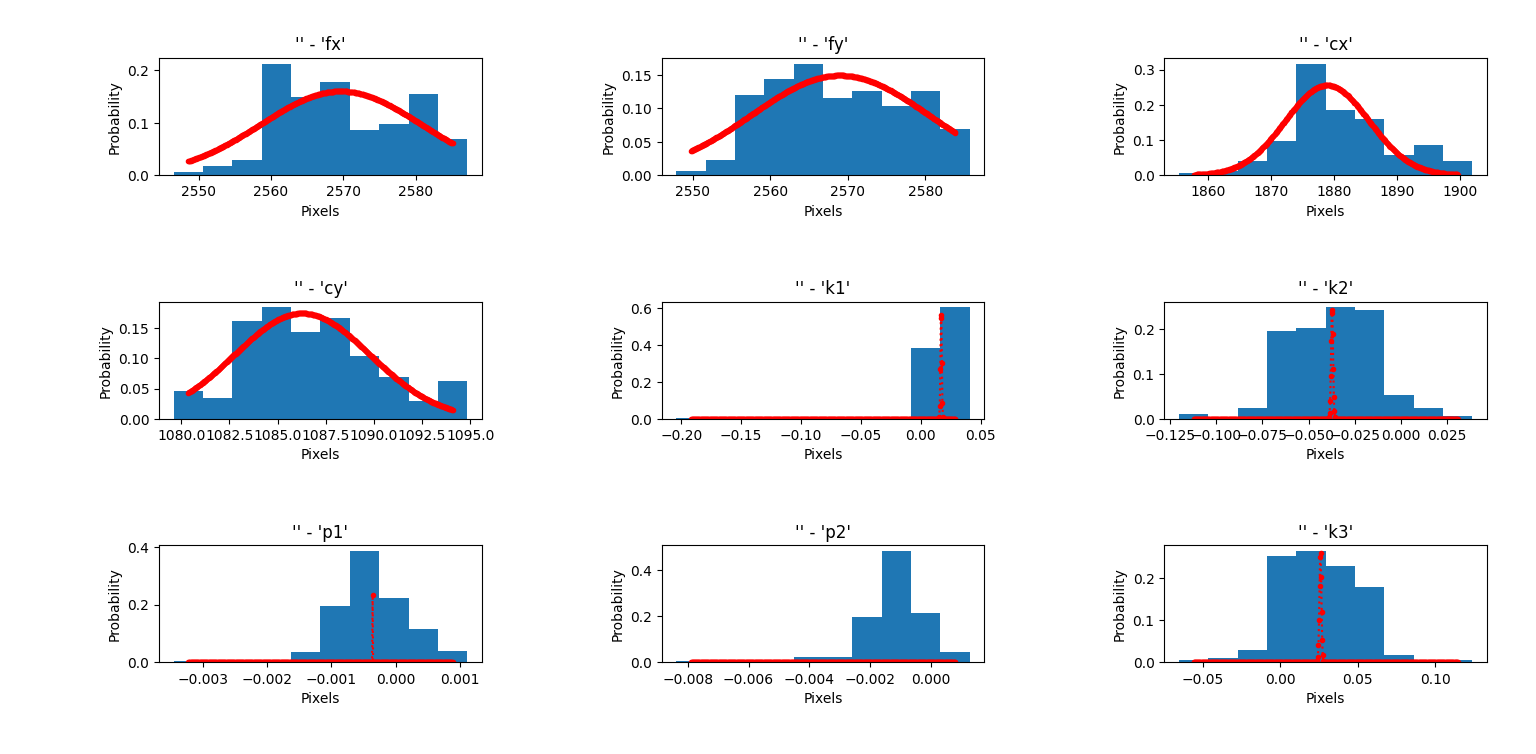 '' - 'fx'
Probability
0.2
0.1
0.0
2550 2560 2570 2580
Pixels
'' - 'fy'
Probability
0.15
0.10
0.05
0.00
2550 2560 2570 2580
Pixels
'' - 'cx'
Probability
0.3
0.2
0.1
0.0
1860 1870 1880 1890 1900
Pixels
'' - 'cy'
Probability
0.15
0.10
0.05
0.00
1080.0 1082.5 1085.0 1087.5 1090.0 1092.5 1095.0
Pixels
'' - 'k1'
Probability
0.6
0.4
0.2
0.0
−0.20 −0.15 −0.10 −0.05 0.00 0.05
Pixels
'' - 'k2'
Probability
0.2
0.1
0.0
−0.125 −0.100 −0.075 −0.050 −0.025 0.000 0.025
Pixels
'' - 'p1'
Probability
0.4
0.2
0.0
−0.003 −0.002 −0.001 0.000 0.001
Pixels
'' - 'p2'
Probability
0.4
0.2
0.0
−0.008 −0.006 −0.004 −0.002 0.000
Pixels
'' - 'k3'
Probability
0.2
0.1
0.0
−0.05 0.00 0.05 0.10
Pixels